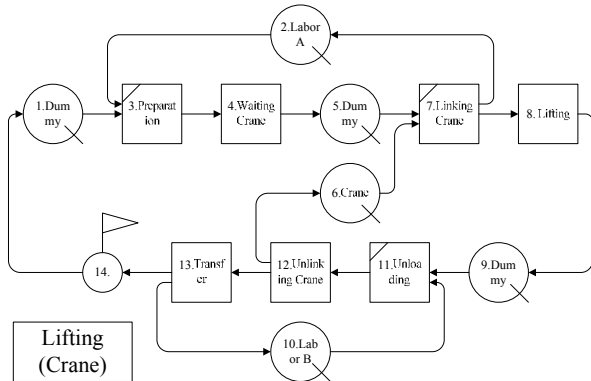 2.Labor
A
1.Dum
my
3.Preparat
ion
4.Waiting
Crane
5.Dum
my
7.Linking
Crane
8. Lifting
6.Crane
14.
13.Transf
er
12.Unlink
ing Crane
11.Unloa
ding
9.Dum
my
10.Lab
or B
Lifting
(Crane)